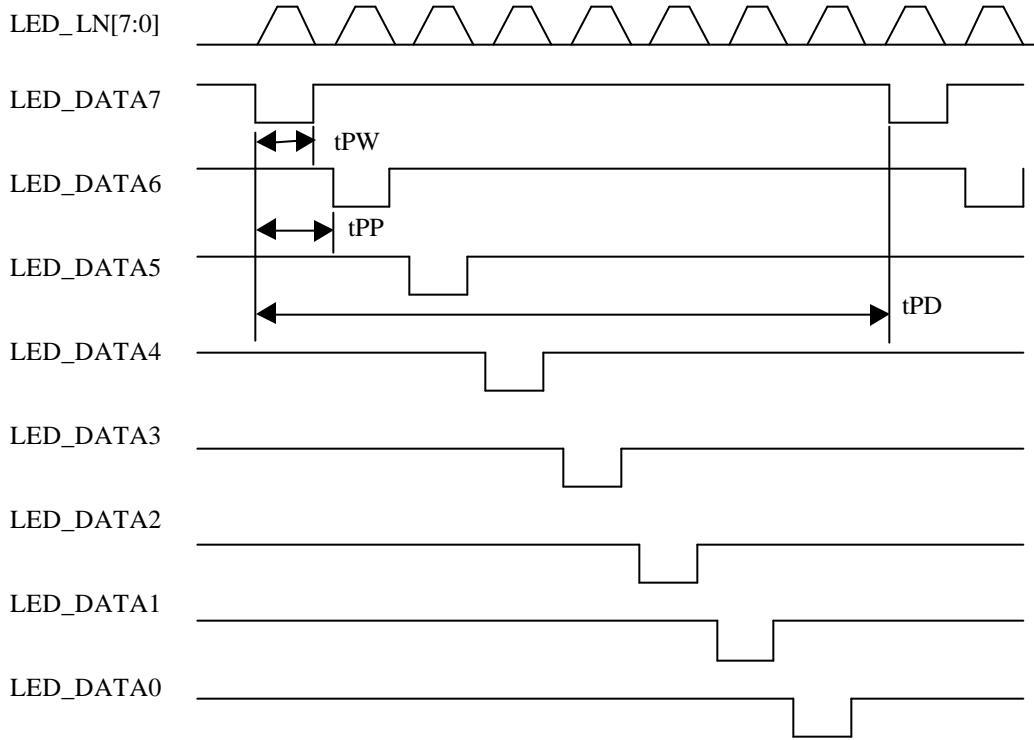 LED_LN[7:0]
LED_DATA7
tPW
LED_DATA6
tPP
LED_DATA5
tPD
LED_DATA4
LED_DATA3
LED_DATA2
LED_DATA1
LED_DATA0